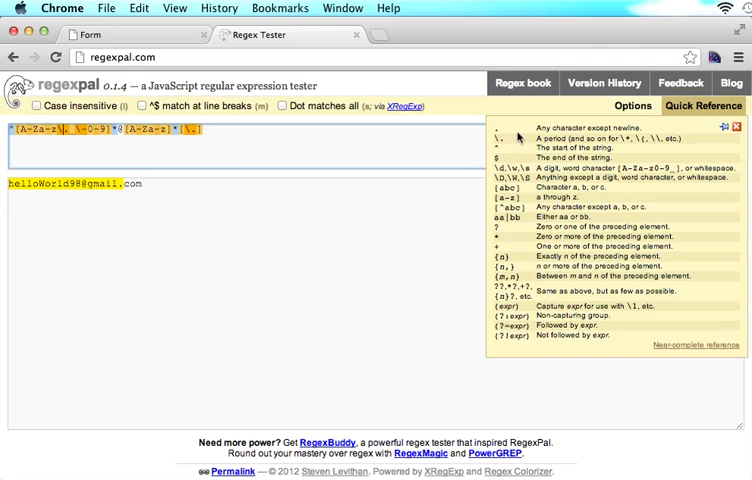 Chrome File Edit View History Bookmarks Window Help
Form × Regex Tester ×
regexpal.com
regexpal 0.1.4 — a JavaScript regular expression tester
Regex book Version History Feedback Blog
Case insensitive (i) ^$ match at line breaks (m) Dot matches all (s; via XRegExp)
Options Quick Reference
^[A-Za-z\._\-0-9]*@[A-Za-z]*[\.]
helloWorld98@gmail.com
. Any character except newline.
\. A period (and so on for \*, \(, \\, etc.)
^ The start of the string.
$ The end of the string.
\d,\w,\s A digit, word character [A-Za-z0-9_], or whitespace.
\D,\W,\S Anything except a digit, word character, or whitespace.
[abc] Character a, b, or c.
[a-z] a through z.
[^abc] Any character except a, b, or c.
aa|bb Either aa or bb.
? Zero or one of the preceding element.
* Zero or more of the preceding element.
+ One or more of the preceding element.
{n} Exactly n of the preceding element.
{n,} n or more of the preceding element.
{m,n} Between m and n of the preceding element.
??,*?,+?,
{n}?, etc. Same as above, but as few as possible.
(expr) Capture expr for use with \1, etc.
(?:expr) Non-capturing group.
(?=expr) Followed by expr.
(?!expr) Not followed by expr.
Near-complete reference
Need more power? Get RegexBuddy, a powerful regex tester that inspired RegexPal.
Round out your mastery over regex with RegexMagic and PowerGREP.
Permalink — © 2012 Steven Levithan. Powered by XRegExp and Regex Colorizer.